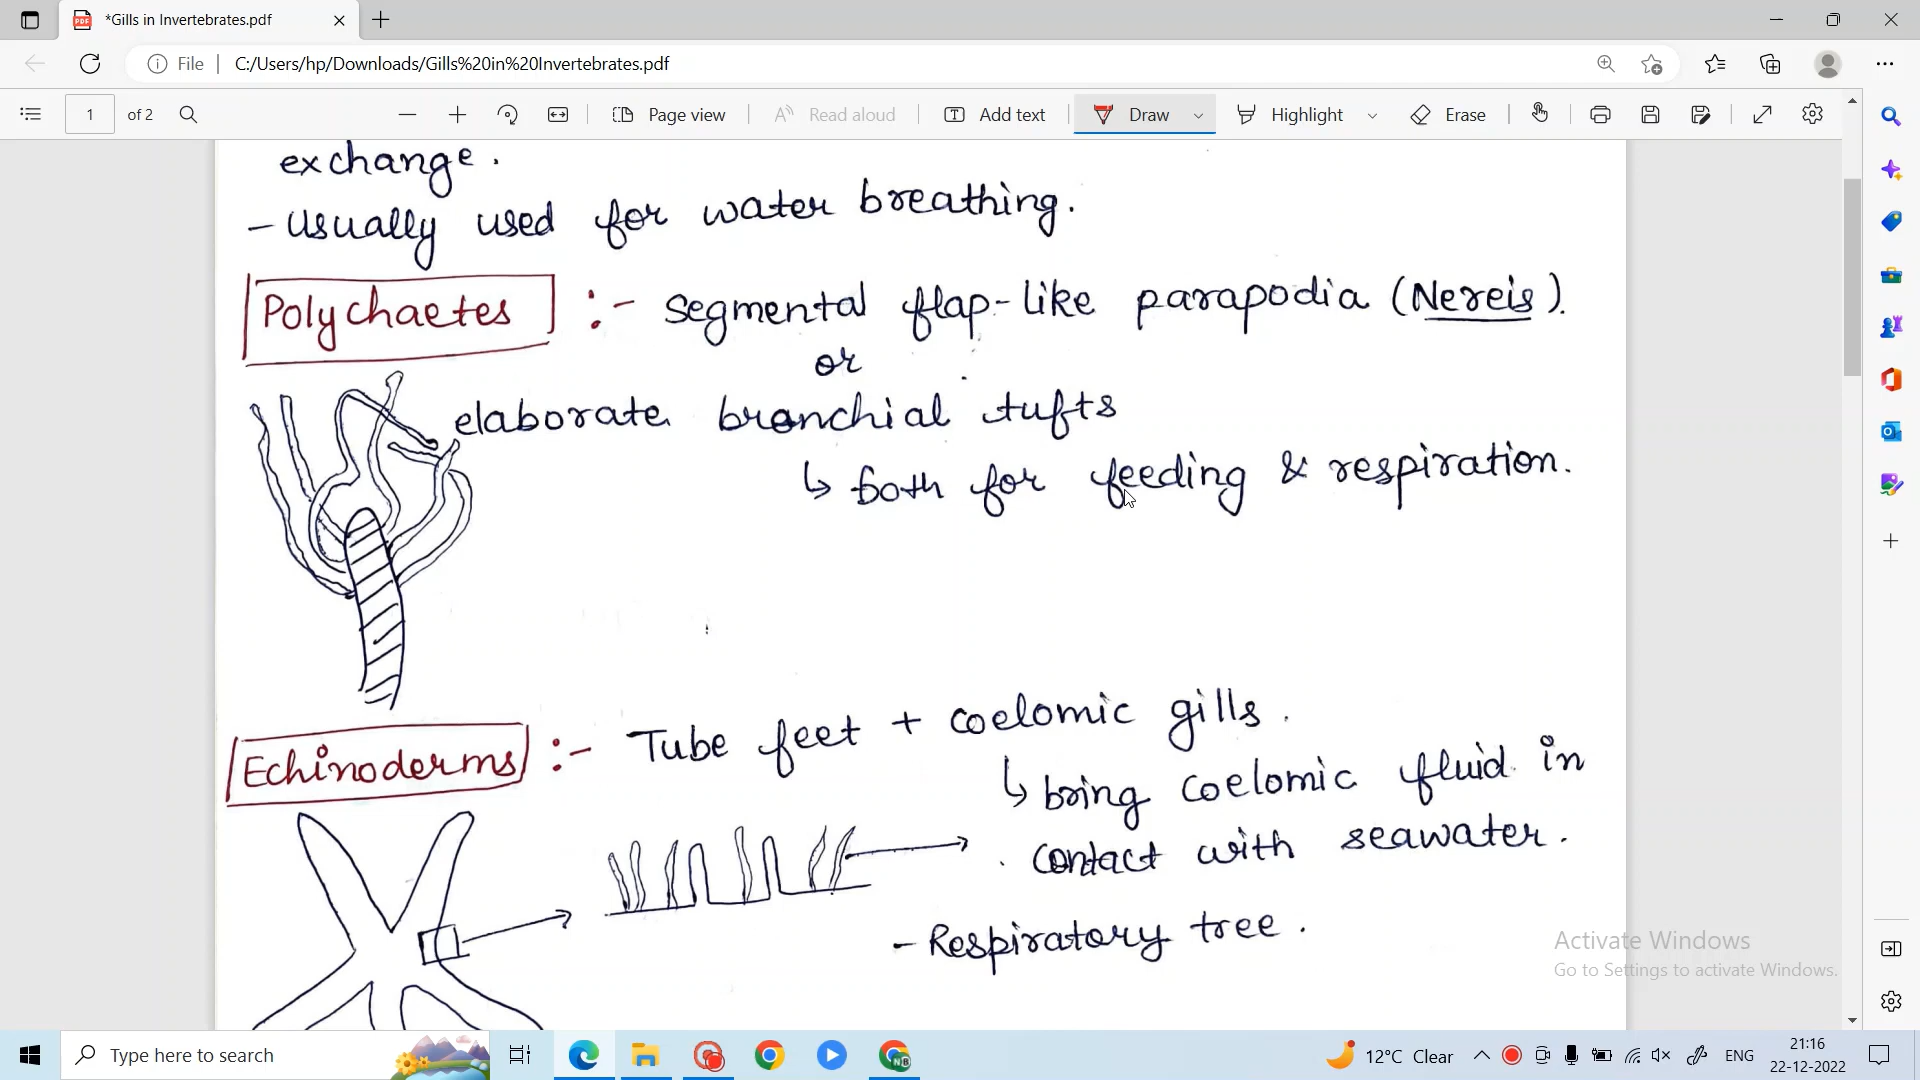 *Gills in Invertebrates.pdf
File | C:/Users/hp/Downloads/Gills%20in%20Invertebrates.pdf
1 of 2 Page view Read aloud Add text Draw Highlight Erase
exchange.
- Usually used for water breathing.
Polychaetes :- segmental flap-like parapodia (Nereis).
or
elaborate branchial tufts
↳ both for feeding & respiration.
Echinoderms :- Tube feet + coelomic gills.
↳ bring coelomic fluid in
contact with seawater.
- Respiratory tree.
Activate Windows
Go to Settings to activate Windows.
Type here to search
12°C Clear
ENG
21:16
22-12-2022